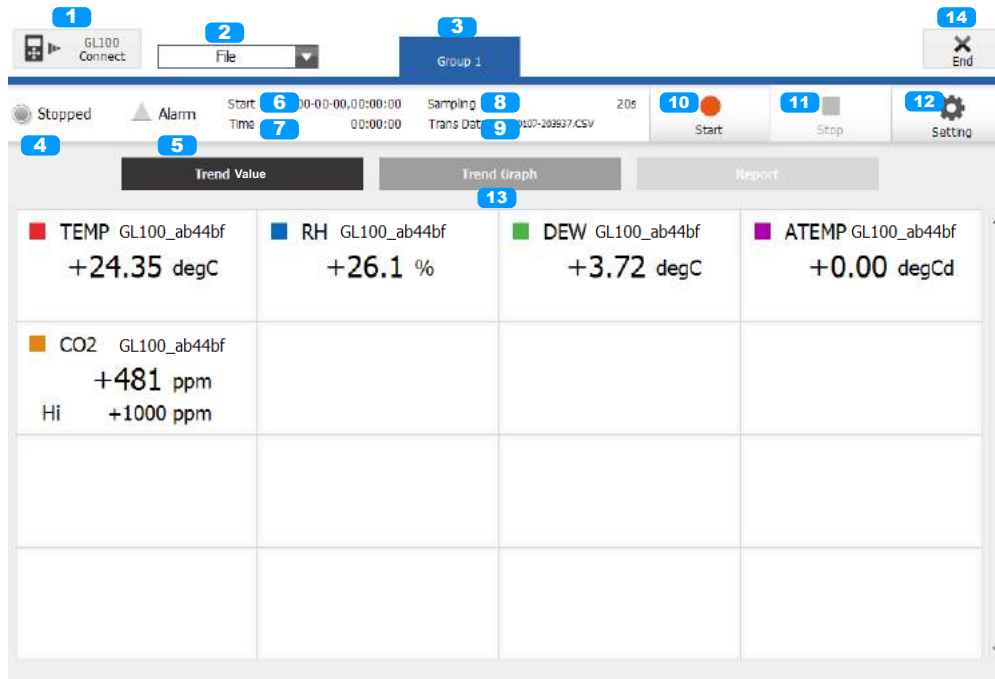 1
2
3
14
GL100
Connect
File
Group 1
End
Stopped
Alarm
Start 6 00-00-00,00:00:00
Time 7 00:00:00
Sampling 8 20s
Trans Dat 9 0107-203937.CSV
10
Start
11
Stop
12
Setting
4
5
Trend Value
Trend Graph
Report
13
TEMP GL100_ab44bf
+24.35 degC
RH GL100_ab44bf
+26.1 %
DEW GL100_ab44bf
+3.72 degC
ATEMP GL100_ab44bf
+0.00 degCd
CO2 GL100_ab44bf
+481 ppm
Hi +1000 ppm